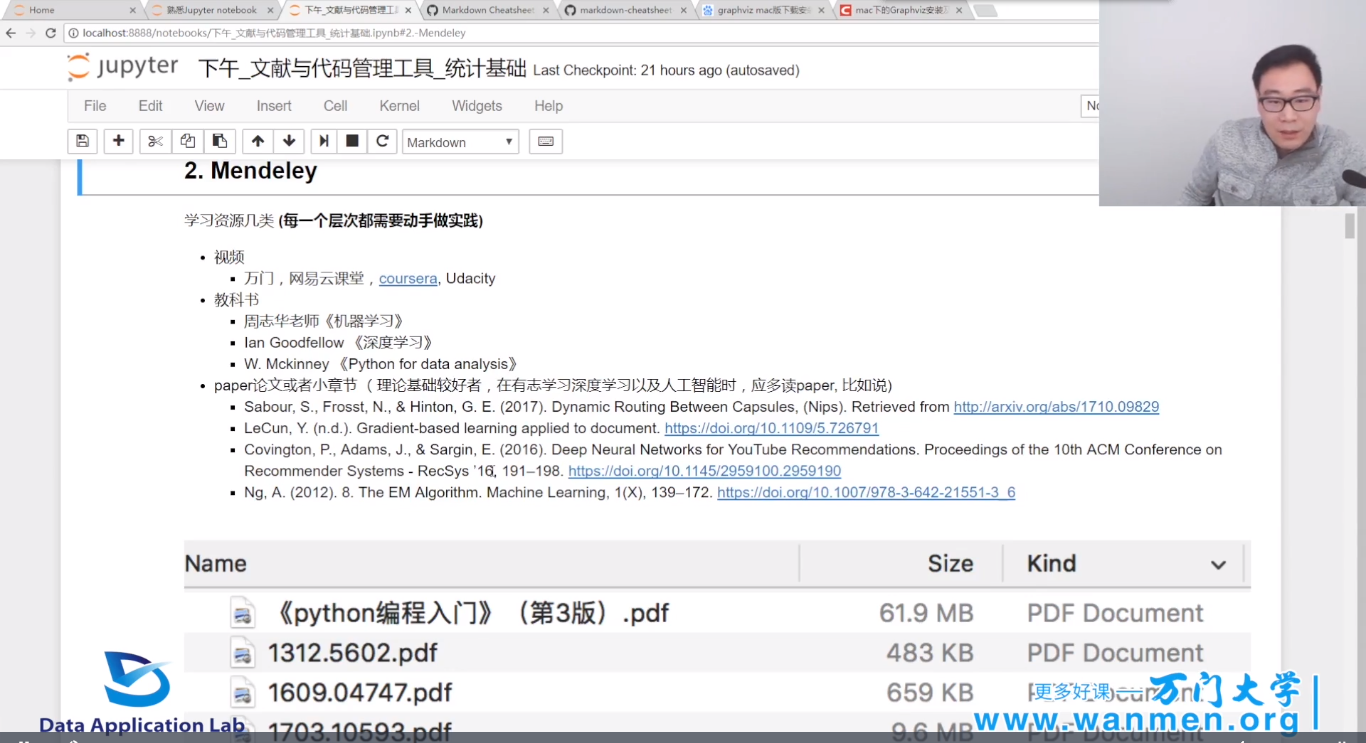 Home
熟悉Jupyter notebook
下午_文献与代码管理工具
Markdown Cheatsheet
markdown-cheatsheet
graphviz mac版下载安
mac下的Graphviz安装及
localhost:8888/notebooks/下午_文献与代码管理工具_统计基础.ipynb#2.-Mendeley
jupyter 下午_文献与代码管理工具_统计基础 Last Checkpoint: 21 hours ago (autosaved)
File Edit View Insert Cell Kernel Widgets Help
Markdown
2. Mendeley
学习资源几类 (每一个层次都需要动手做实践)
视频
万门，网易云课堂，coursera, Udacity
教科书
周志华老师《机器学习》
Ian Goodfellow 《深度学习》
W. Mckinney 《Python for data analysis》
paper论文或者小章节（ 理论基础较好者，在有志学习深度学习以及人工智能时，应多读paper, 比如说)
Sabour, S., Frosst, N., & Hinton, G. E. (2017). Dynamic Routing Between Capsules, (Nips). Retrieved from http://arxiv.org/abs/1710.09829
LeCun, Y. (n.d.). Gradient-based learning applied to document. https://doi.org/10.1109/5.726791
Covington, P., Adams, J., & Sargin, E. (2016). Deep Neural Networks for YouTube Recommendations. Proceedings of the 10th ACM Conference on
Recommender Systems - RecSys '16, 191–198. https://doi.org/10.1145/2959100.2959190
Ng, A. (2012). 8. The EM Algorithm. Machine Learning, 1(X), 139–172. https://doi.org/10.1007/978-3-642-21551-3_6
Name Size Kind
《python编程入门》（第3版）.pdf 61.9 MB PDF Document
1312.5602.pdf 483 KB PDF Document
1609.04747.pdf 659 KB PDF Document
1703.10593.pdf 9.6 MB
Data Application Lab
更多好课——万门大学
www.wanmen.org